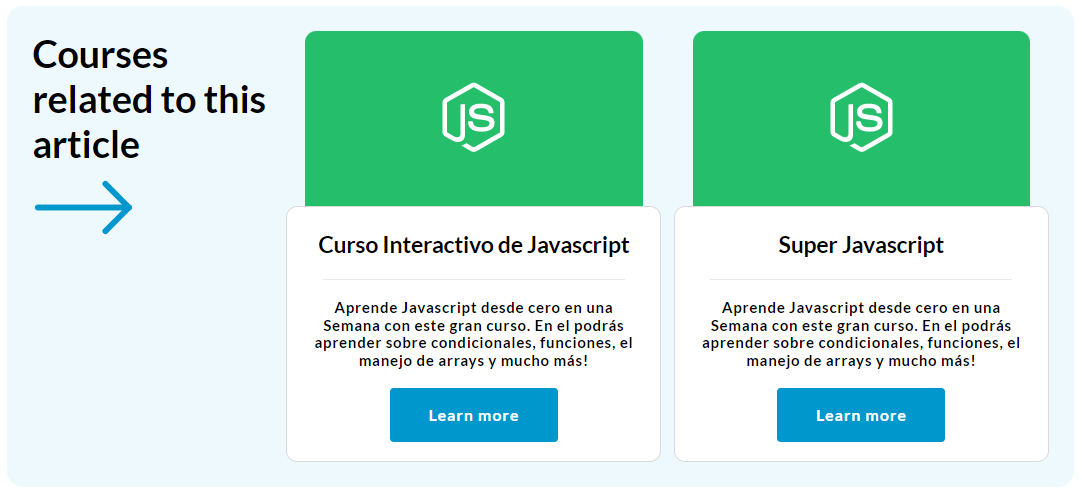 Courses
related to this
article
JS
JS
Curso Interactivo de Javascript
Aprende Javascript desde cero en una
Semana con este gran curso. En el podrás
aprender sobre condicionales, funciones, el
manejo de arrays y mucho más!
Learn more
Super Javascript
Aprende Javascript desde cero en una
Semana con este gran curso. En el podrás
aprender sobre condicionales, funciones, el
manejo de arrays y mucho más!
Learn more